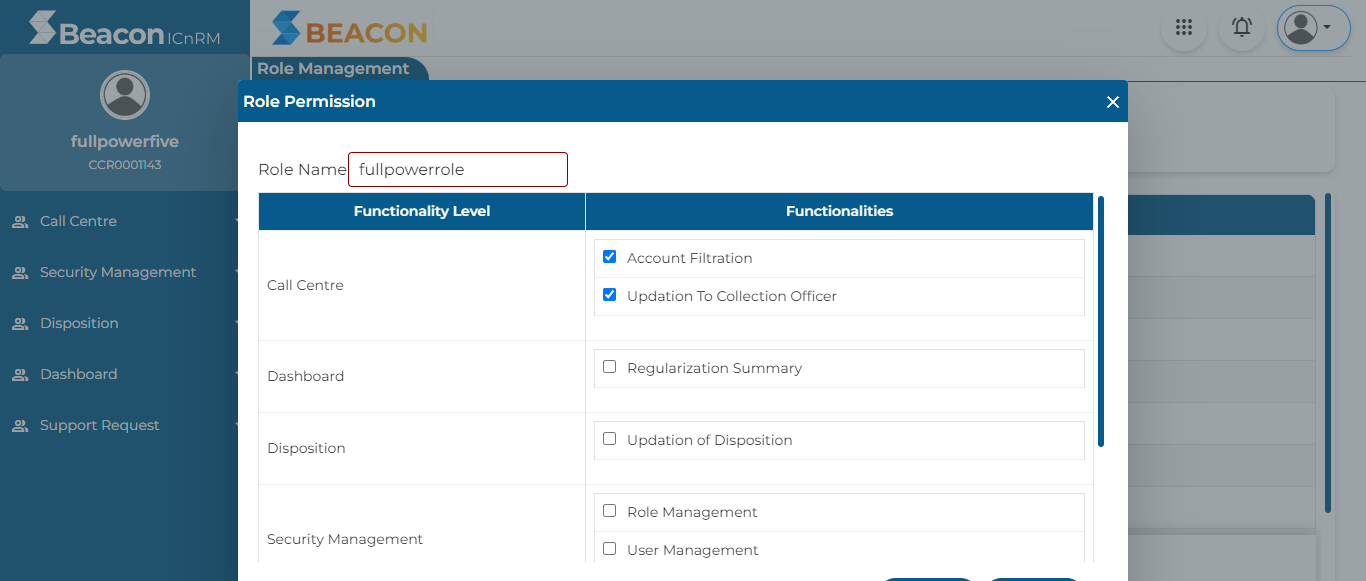 Beacon ICnRM
BEACON
Role Management
fullpowerfive
CCR0001143
Call Centre
Security Management
Disposition
Dashboard
Support Request
Role Permission
Role Name fullpowerrole
Functionality Level Functionalities
Call Centre
Account Filtration
Updation To Collection Officer
Dashboard
Regularization Summary
Disposition
Updation of Disposition
Security Management
Role Management
User Management